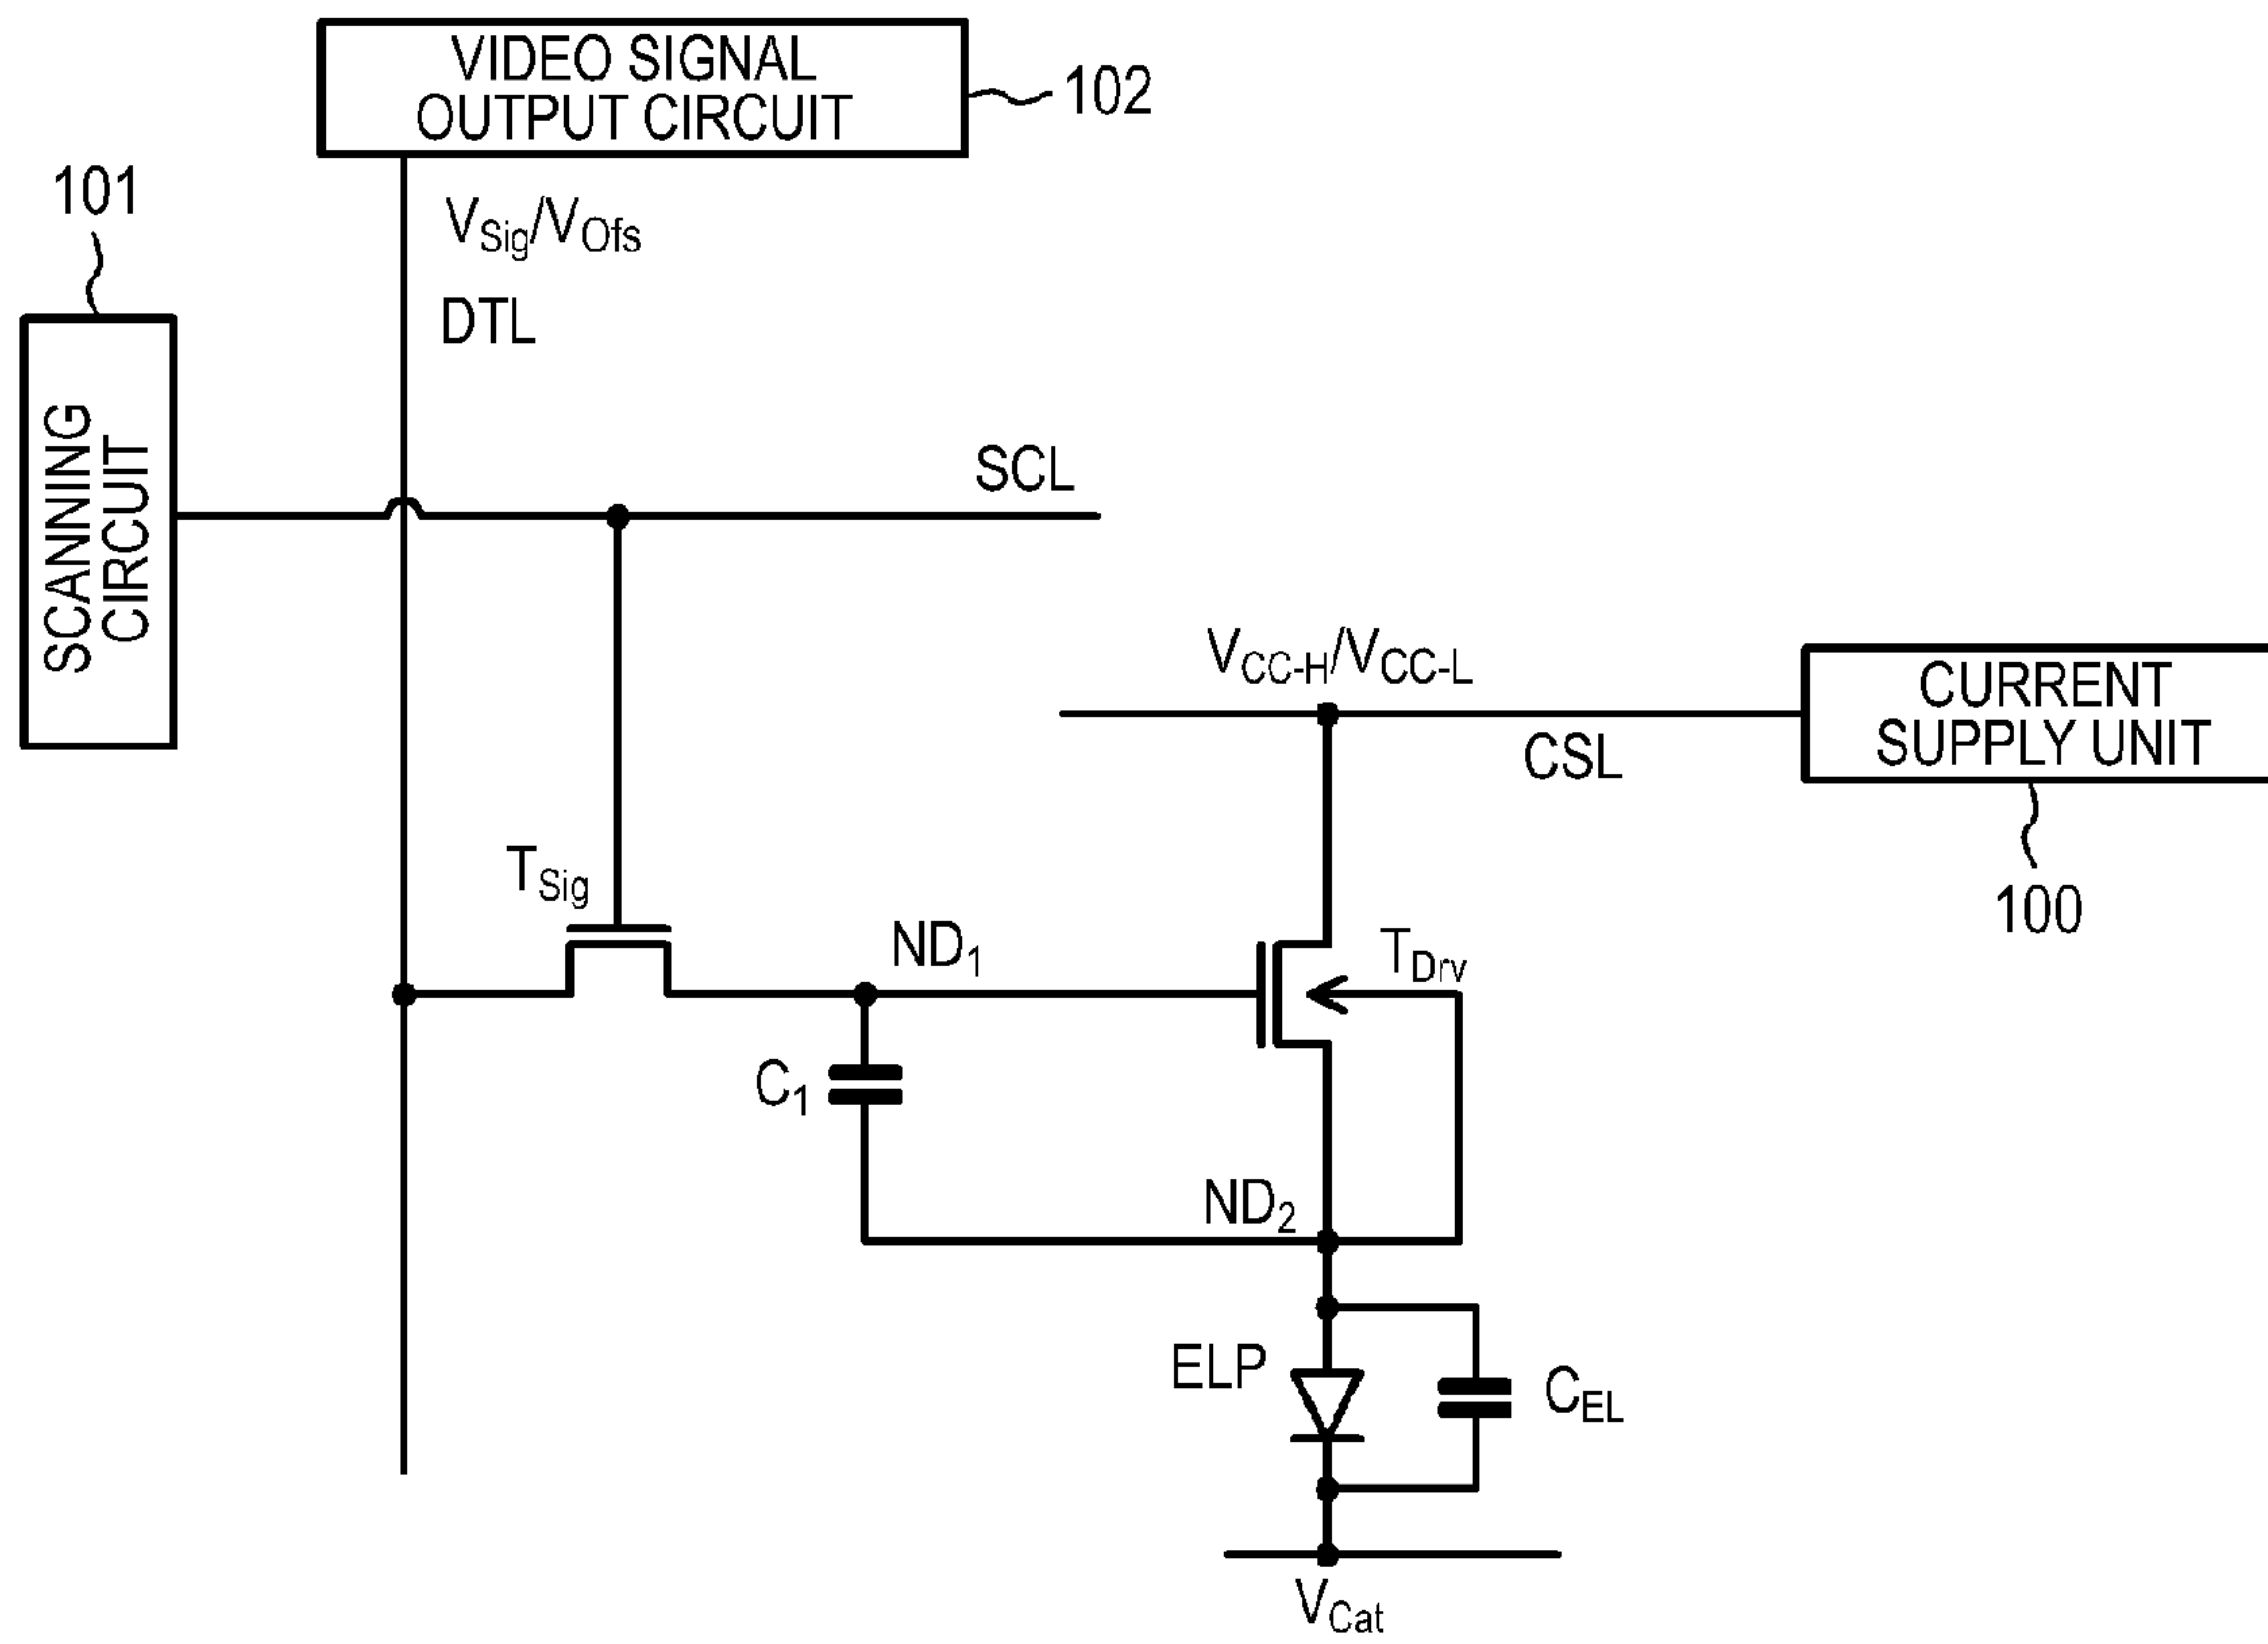 VIDEO SIGNAL
OUTPUT CIRCUIT
102
101
VSig/VOfs
DTL
SCANNING
CIRCUIT
SCL
VCC-H/VCC-L
CSL
CURRENT
SUPPLY UNIT
100
TSig
ND1
TDrv
C1
ND2
ELP
CEL
VCat